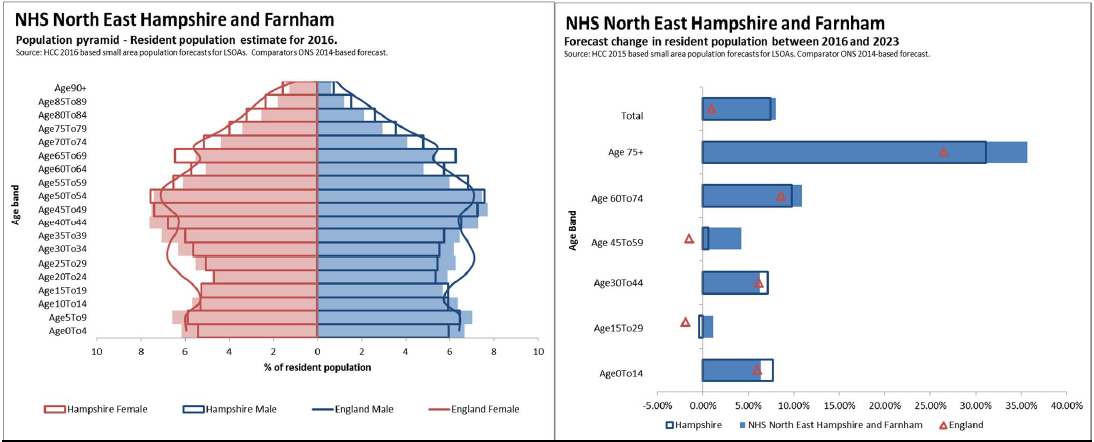 NHS North East Hampshire and Farnham
Population pyramid - Resident population estimate for 2016.
Source: HCC 2016 based small area population forecasts for LSOAs. Comparators ONS 2014-based forecast.
Age band
Age90+
Age85To89
Age80To84
Age75To79
Age70To74
Age65To69
Age60To64
Age55To59
Age50To54
Age45To49
Age40To44
Age35To39
Age30To34
Age25To29
Age20To24
Age15To19
Age10To14
Age5To9
Age0To4
10 8 6 4 2 0 2 4 6 8 10
% of resident population
Hampshire Female Hampshire Male England Male England Female
NHS North East Hampshire and Farnham
Forecast change in resident population between 2016 and 2023
Source: HCC 2015 based small area population forecasts for LSOAs. Comparator ONS 2014-based forecast.
Age Band
Total
Age 75+
Age 60To74
Age 45To59
Age30To44
Age15To29
Age0To14
-5.00% 0.00% 5.00% 10.00% 15.00% 20.00% 25.00% 30.00% 35.00% 40.00%
Hampshire NHS North East Hampshire and Farnham England